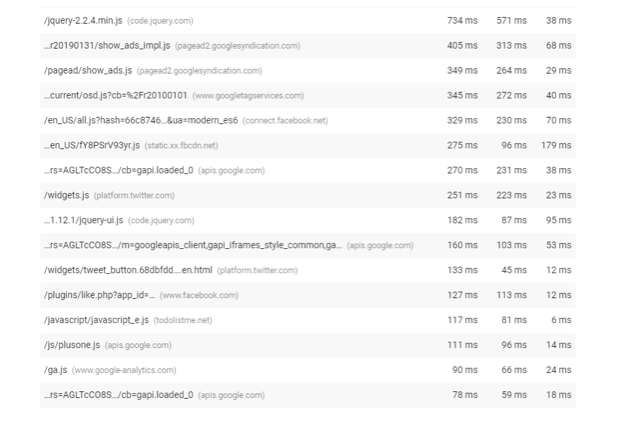 /jquery-2.2.4.min.js (code.jquery.com) 734 ms 571 ms 38 ms
...r20190131/show_ads_impl.js (pagead2.googlesyndication.com) 405 ms 313 ms 68 ms
/pagead/show_ads.js (pagead2.googlesyndication.com) 349 ms 264 ms 29 ms
...current/osd.js?cb=%2Fr20100101 (www.googletagservices.com) 345 ms 272 ms 40 ms
/en_US/all.js?hash=66c8746...&ua=modern_es6 (connect.facebook.net) 329 ms 230 ms 70 ms
...en_US/fY8PSrV93yr.js (static.xx.fbcdn.net) 275 ms 96 ms 179 ms
...rs=AGLTcCO8S.../cb=gapi.loaded_0 (apis.google.com) 270 ms 231 ms 38 ms
/widgets.js (platform.twitter.com) 251 ms 223 ms 23 ms
...1.12.1/jquery-ui.js (code.jquery.com) 182 ms 87 ms 95 ms
...rs=AGLTcCO8S.../m=googleapis_client,gapi_iframes_style_common,ga... (apis.google.com) 160 ms 103 ms 53 ms
/widgets/tweet_button.68dbfdd....en.html (platform.twitter.com) 133 ms 45 ms 12 ms
/plugins/like.php?app_id=... (www.facebook.com) 127 ms 113 ms 12 ms
/javascript/javascript_e.js (todolistme.net) 117 ms 81 ms 6 ms
/js/plusone.js (apis.google.com) 111 ms 96 ms 14 ms
/ga.js (www.google-analytics.com) 90 ms 66 ms 24 ms
...rs=AGLTcCO8S.../cb=gapi.loaded_0 (apis.google.com) 78 ms 59 ms 18 ms